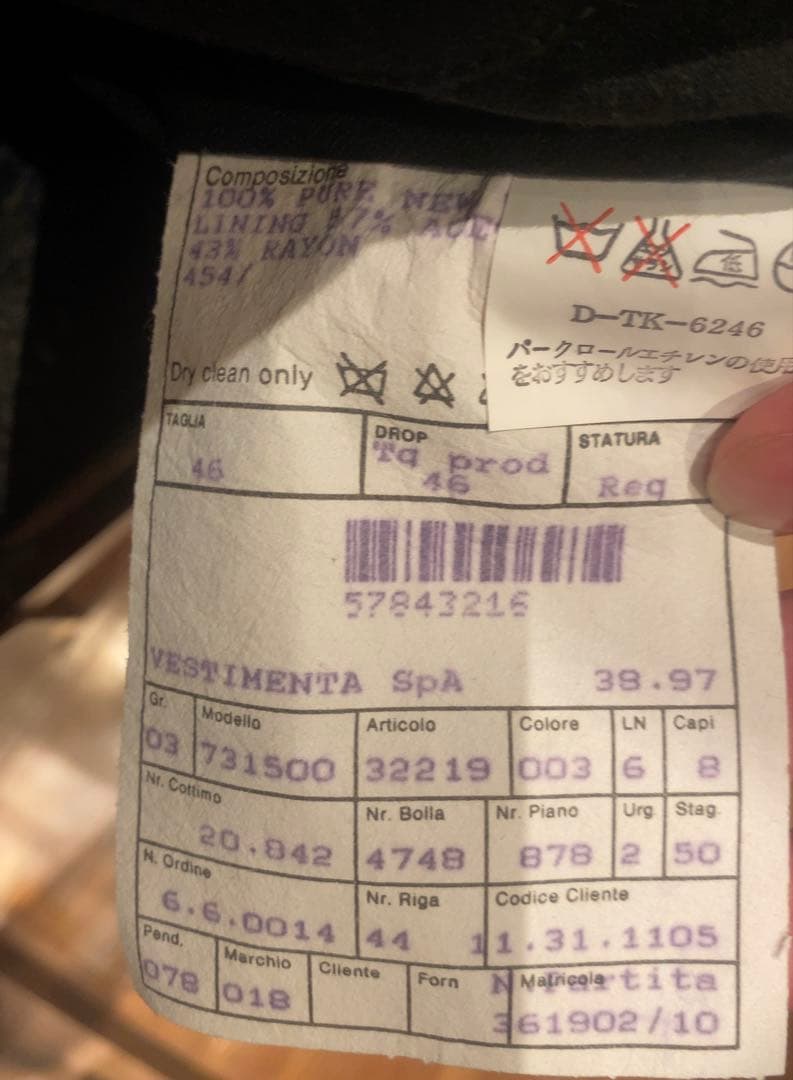 Composizione
100% PURE NEW
LINING 57% ACET
43% RAYON
454/
D-TK-6246
パークロールエチレンの使用
をおすすめします
Dry clean only
TAGLIA DROP STATURA
46 Tg prod 46 Reg
57843216
VESTIMENTA SpA 38.97
Gr. Modello Articolo Colore LN Capi
03 731500 32219 003 6 8
Nr. Cottimo Nr. Bolla Nr. Piano Urg Stag.
20.842 4748 878 2 50
N. Ordine Nr. Riga Codice Cliente
6.6.0014 44 11.31.1105
Pend. Marchio Cliente Forn Matricola
078 018 361902/10